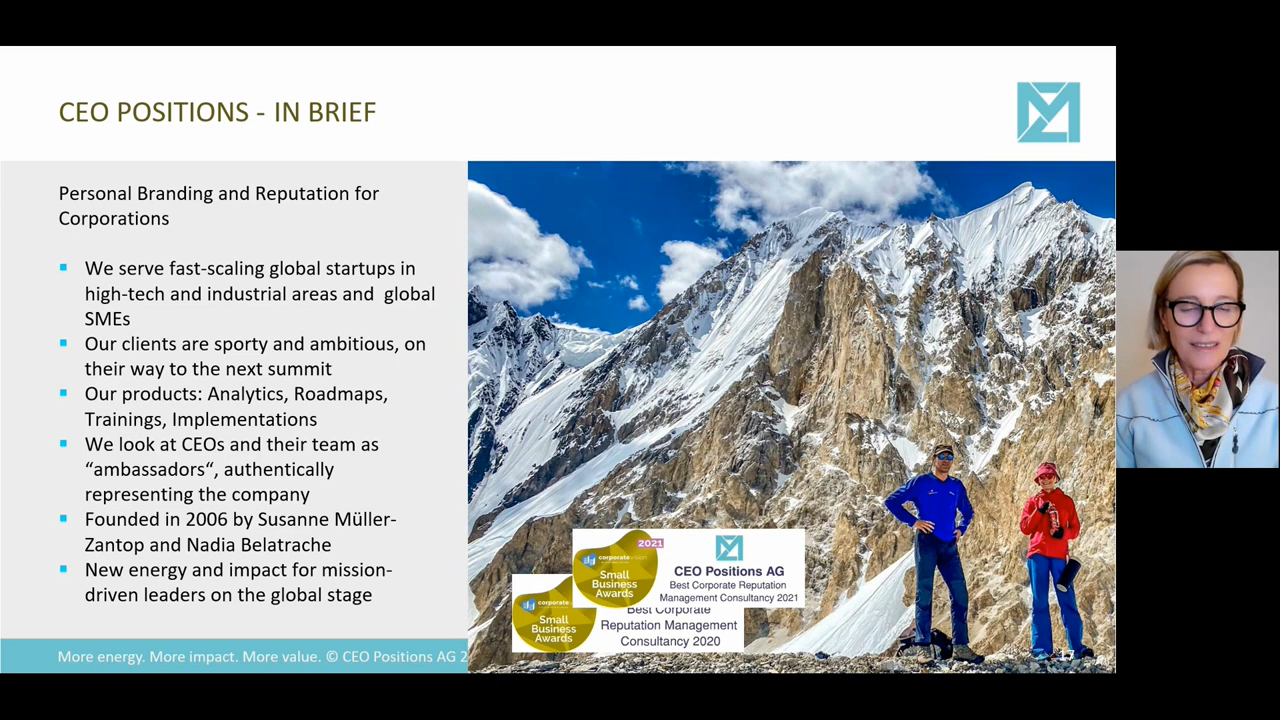 CEO POSITIONS - IN BRIEF
Personal Branding and Reputation for
Corporations
We serve fast-scaling global startups in
high-tech and industrial areas and global
SMEs
Our clients are sporty and ambitious, on
their way to the next summit
Our products: Analytics, Roadmaps,
Trainings, Implementations
We look at CEOs and their team as
“ambassadors“, authentically
representing the company
Founded in 2006 by Susanne Müller-
Zantop and Nadia Belatrache
New energy and impact for mission-
driven leaders on the global stage
2021
corporatevision
Small
Business
Awards
CEO Positions AG
Best Corporate Reputation
Management Consultancy 2021
corporate
Small
Business
Awards
Best Corporate
Reputation Management
Consultancy 2020
More energy. More impact. More value. © CEO Positions AG 2
17